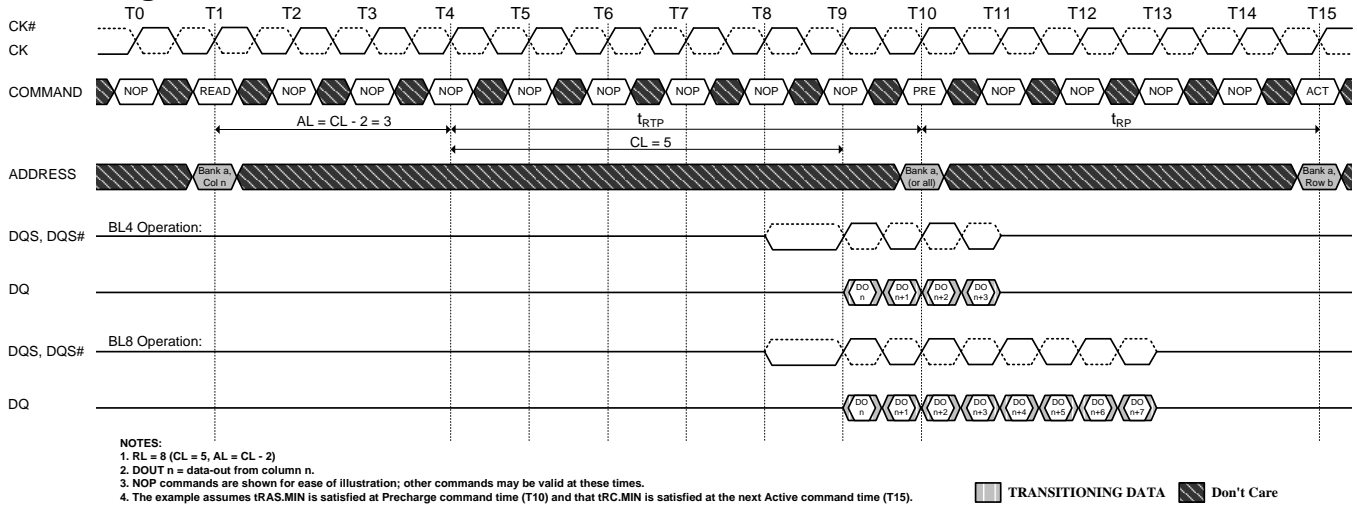 T0 T1 T2 T3 T4 T5 T6 T7 T8 T9 T10 T11 T12 T13 T14 T15
CK#
CK
COMMAND NOP READ NOP NOP NOP NOP NOP NOP NOP NOP PRE NOP NOP NOP NOP ACT
AL = CL - 2 = 3 tRTP tRP
CL = 5
ADDRESS Bank a, Col n Bank a, (or all) Bank a, Row b
BL4 Operation:
DQS, DQS#
DQ DO n DO n+1 DO n+2 DO n+3
BL8 Operation:
DQS, DQS#
DQ DO n DO n+1 DO n+2 DO n+3 DO n+4 DO n+5 DO n+6 DO n+7
NOTES:
1. RL = 8 (CL = 5, AL = CL - 2)
2. DOUT n = data-out from column n.
3. NOP commands are shown for ease of illustration; other commands may be valid at these times.
4. The example assumes tRAS.MIN is satisfied at Precharge command time (T10) and that tRC.MIN is satisfied at the next Active command time (T15).
TRANSITIONING DATA Don't Care